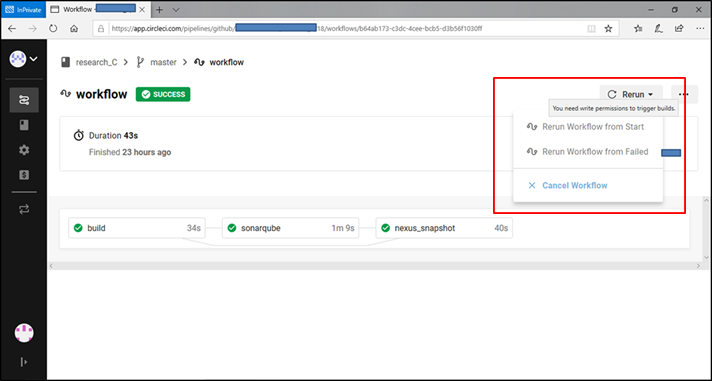 InPrivate
Workflow -
https://app.circleci.com/pipelines/github/
18/workflows/b64ab173-c3dc-4cee-bcb5-d3b56f1030ff
research_C
master
workflow
workflow
SUCCESS
Rerun
You need write permissions to trigger builds.
Rerun Workflow from Start
Rerun Workflow from Failed
Cancel Workflow
Duration 43s
Finished 23 hours ago
build 34s
sonarqube 1m 9s
nexus_snapshot 40s